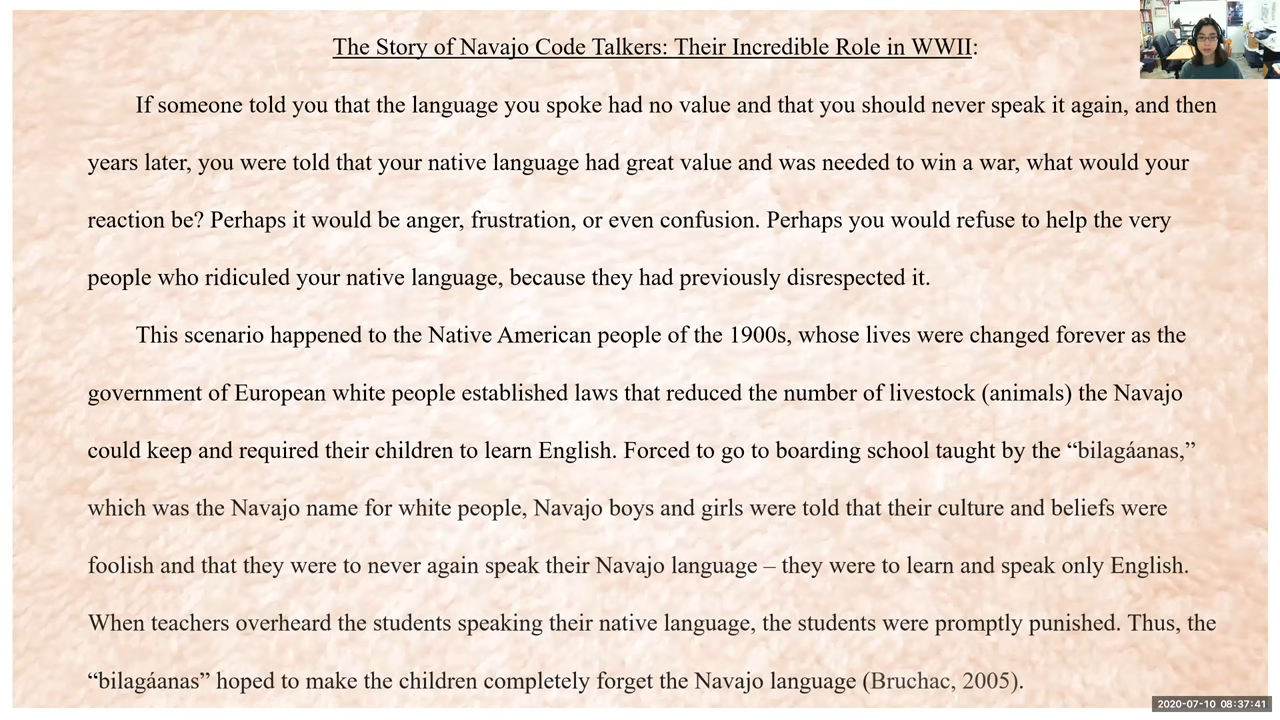 The Story of Navajo Code Talkers: Their Incredible Role in WWII:
If someone told you that the language you spoke had no value and that you should never speak it again, and then
years later, you were told that your native language had great value and was needed to win a war, what would your
reaction be? Perhaps it would be anger, frustration, or even confusion. Perhaps you would refuse to help the very
people who ridiculed your native language, because they had previously disrespected it.
This scenario happened to the Native American people of the 1900s, whose lives were changed forever as the
government of European white people established laws that reduced the number of livestock (animals) the Navajo
could keep and required their children to learn English. Forced to go to boarding school taught by the “bilagáanas,”
which was the Navajo name for white people, Navajo boys and girls were told that their culture and beliefs were
foolish and that they were to never again speak their Navajo language – they were to learn and speak only English.
When teachers overheard the students speaking their native language, the students were promptly punished. Thus, the
“bilagáanas” hoped to make the children completely forget the Navajo language (Bruchac, 2005).
2020-07-10 08:37:41